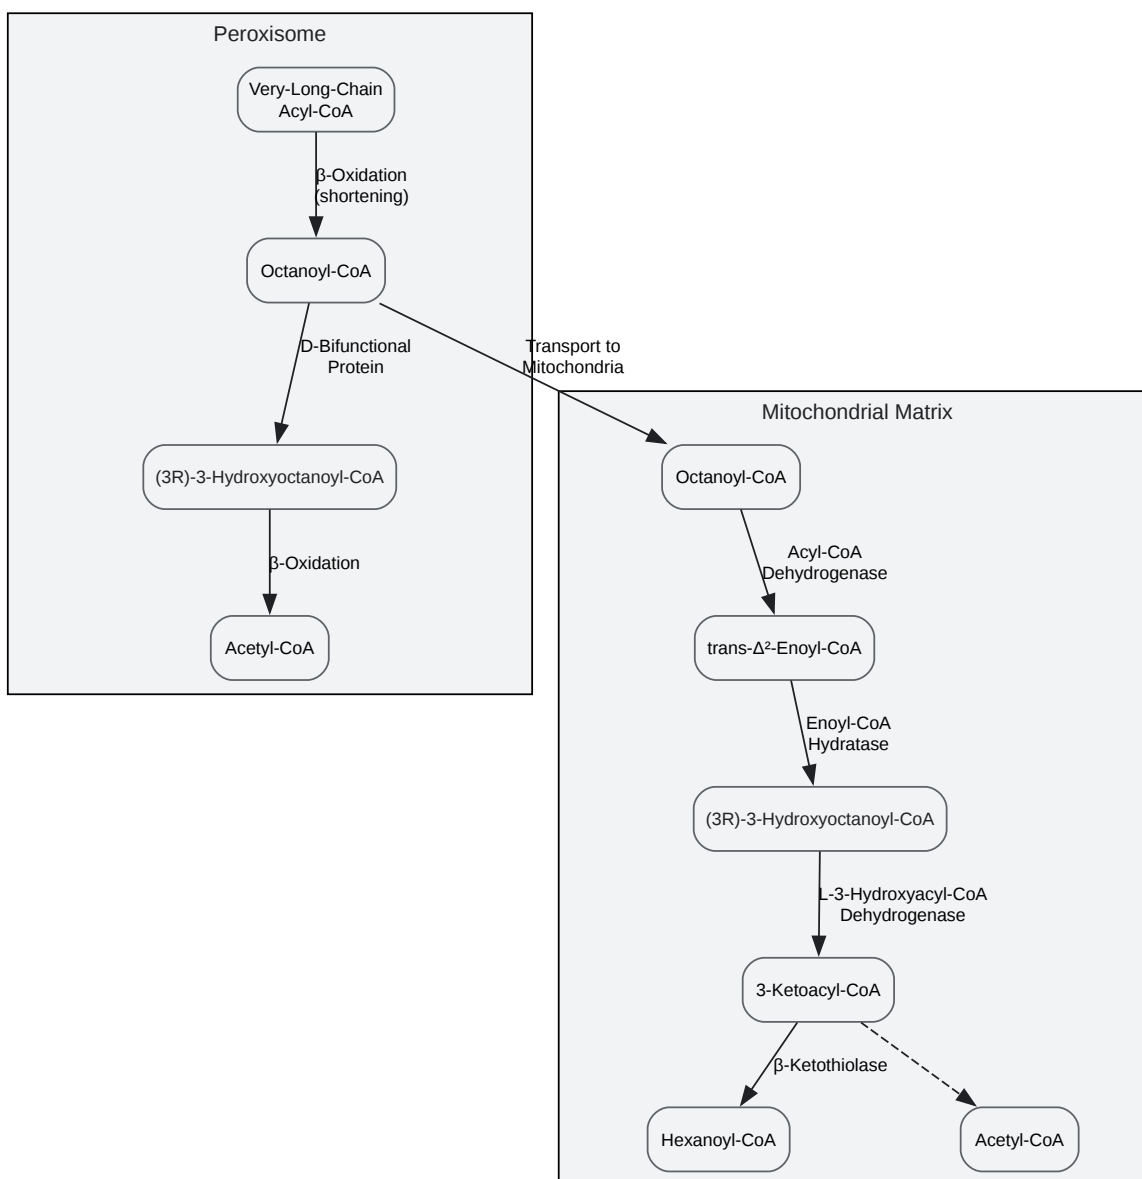 Peroxisome
Very-Long-Chain
Acyl-CoA
β-Oxidation
(shortening)
Octanoyl-CoA
D-Bifunctional
Protein
Transport to
Mitochondria
(3R)-3-Hydroxyoctanoyl-CoA
β-Oxidation
Acetyl-CoA
Mitochondrial Matrix
Octanoyl-CoA
Acyl-CoA
Dehydrogenase
trans-Δ²-Enoyl-CoA
Enoyl-CoA
Hydratase
(3R)-3-Hydroxyoctanoyl-CoA
L-3-Hydroxyacyl-CoA
Dehydrogenase
3-Ketoacyl-CoA
β-Ketothiolase
Hexanoyl-CoA
Acetyl-CoA